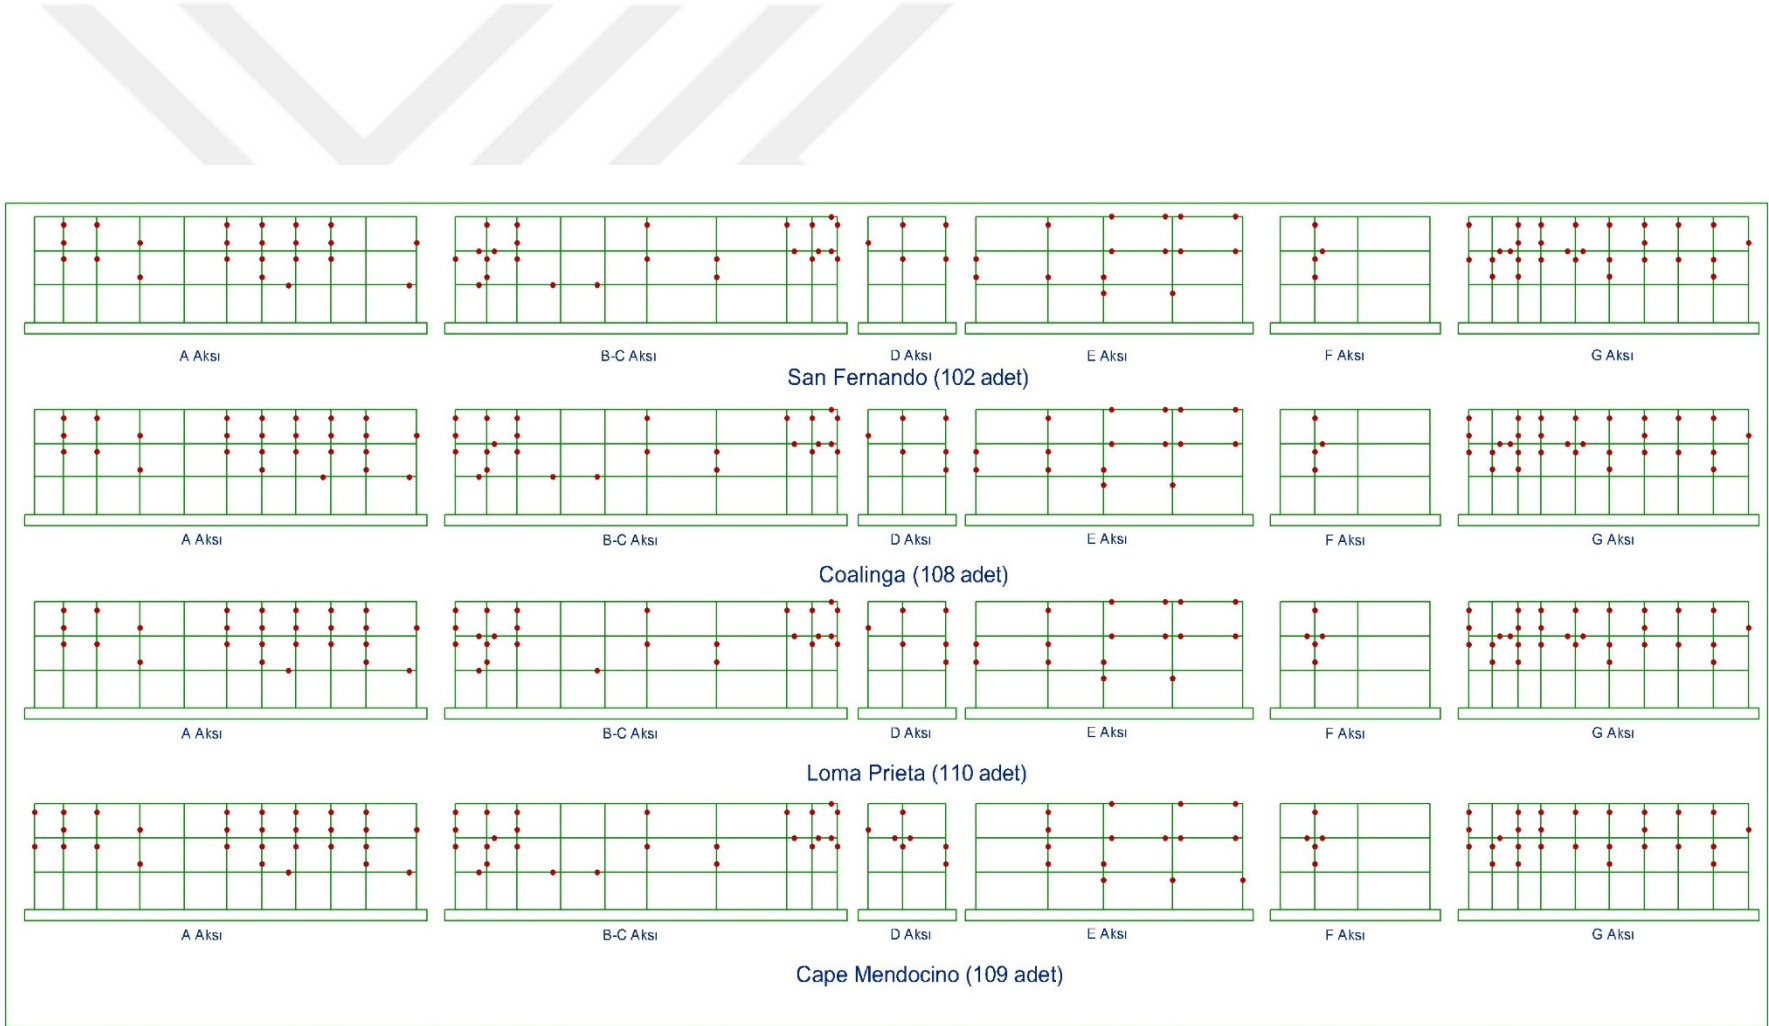 A Aksı B-C Aksı D Aksı E Aksı F Aksı G Aksı
San Fernando (102 adet)
A Aksı B-C Aksı D Aksı E Aksı F Aksı G Aksı
Coalinga (108 adet)
A Aksı B-C Aksı D Aksı E Aksı F Aksı G Aksı
Loma Prieta (110 adet)
A Aksı B-C Aksı D Aksı E Aksı F Aksı G Aksı
Cape Mendocino (109 adet)